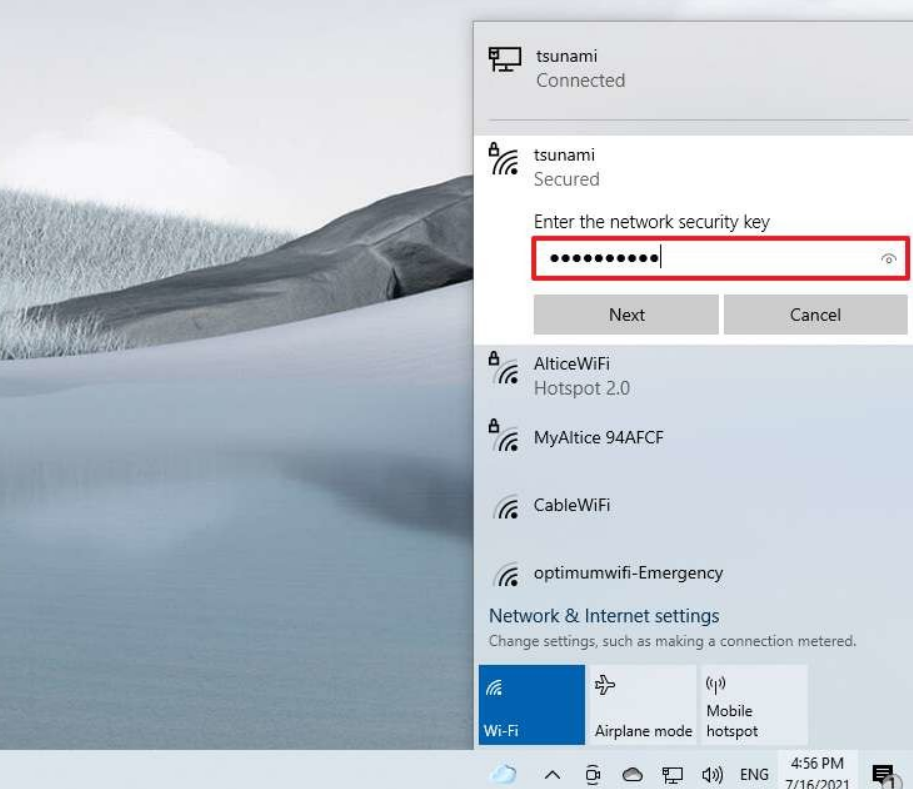 tsunami
Connected
tsunami
Secured
Enter the network security key
••••••••••
Next
Cancel
AlticeWiFi
Hotspot 2.0
MyAltice 94AFCF
CableWiFi
optimumwifi-Emergency
Network & Internet settings
Change settings, such as making a connection metered.
Wi-Fi
Airplane mode
Mobile
hotspot
ENG
4:56 PM
7/16/2021
1